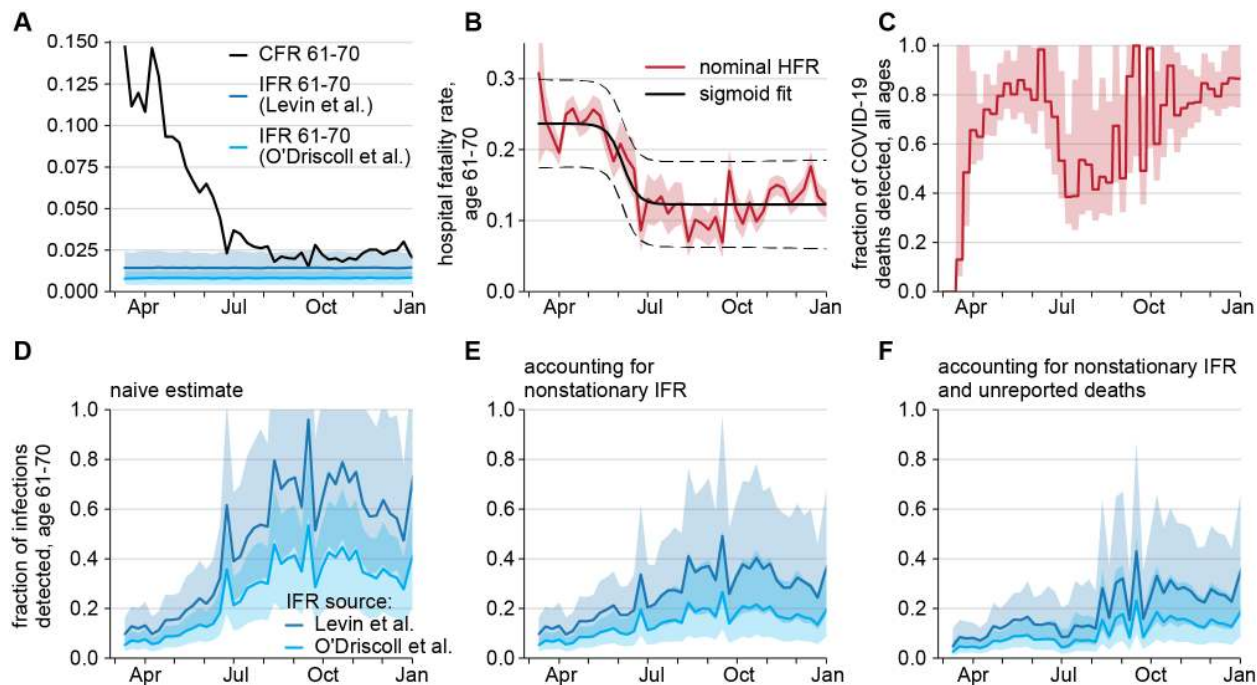 A
0.150
0.125
0.100
0.075
0.050
0.025
0.000
CFR 61-70
IFR 61-70
(Levin et al.)
IFR 61-70
(O'Driscoll et al.)
Apr Jul Oct Jan
B
hospital fatality rate,
age 61-70
0.3
0.2
0.1
0.0
nominal HFR
sigmoid fit
Apr Jul Oct Jan
C
fraction of COVID-19
deaths detected, all ages
1.0
0.8
0.6
0.4
0.2
0.0
Apr Jul Oct Jan
D
naive estimate
fraction of infections
detected, age 61-70
1.0
0.8
0.6
0.4
0.2
0.0
IFR source:
Levin et al.
O'Driscoll et al.
Apr Jul Oct Jan
E
accounting for
nonstationary IFR
1.0
0.8
0.6
0.4
0.2
0.0
Apr Jul Oct Jan
F
accounting for nonstationary IFR
and unreported deaths
1.0
0.8
0.6
0.4
0.2
0.0
Apr Jul Oct Jan